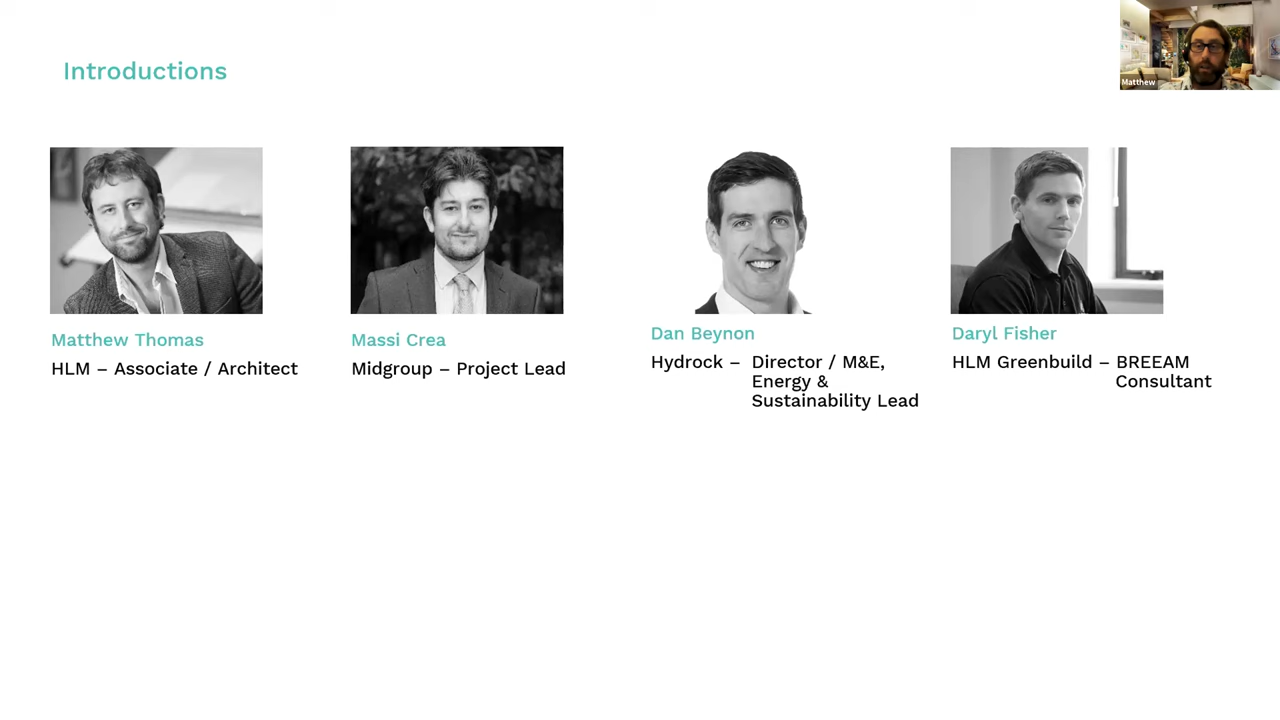 Introductions
Matthew
Matthew Thomas
HLM – Associate / Architect
Massi Crea
Midgroup – Project Lead
Dan Beynon
Hydrock – Director / M&E,
Energy &
Sustainability Lead
Daryl Fisher
HLM Greenbuild – BREEAM
Consultant